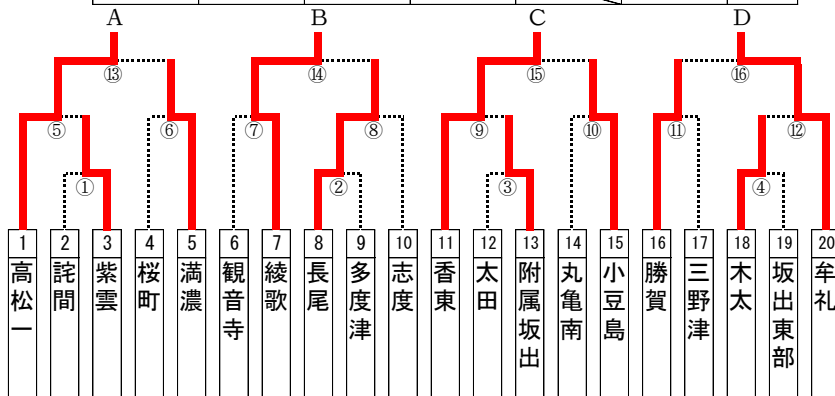 A B C D
⑬ ⑭ ⑮ ⑯
⑤ ⑥ ⑦ ⑧ ⑨ ⑩ ⑪ ⑫
① ② ③ ④
1 2 3 4 5 6 7 8 9 10 11 12 13 14 15 16 17 18 19 20
高松一
詫間
紫雲
桜町
満濃
観音寺
綾歌
長尾
多度津
志度
香東
太田
附属坂出
丸亀南
小豆島
勝賀
三野津
木太
坂出東部
牟礼